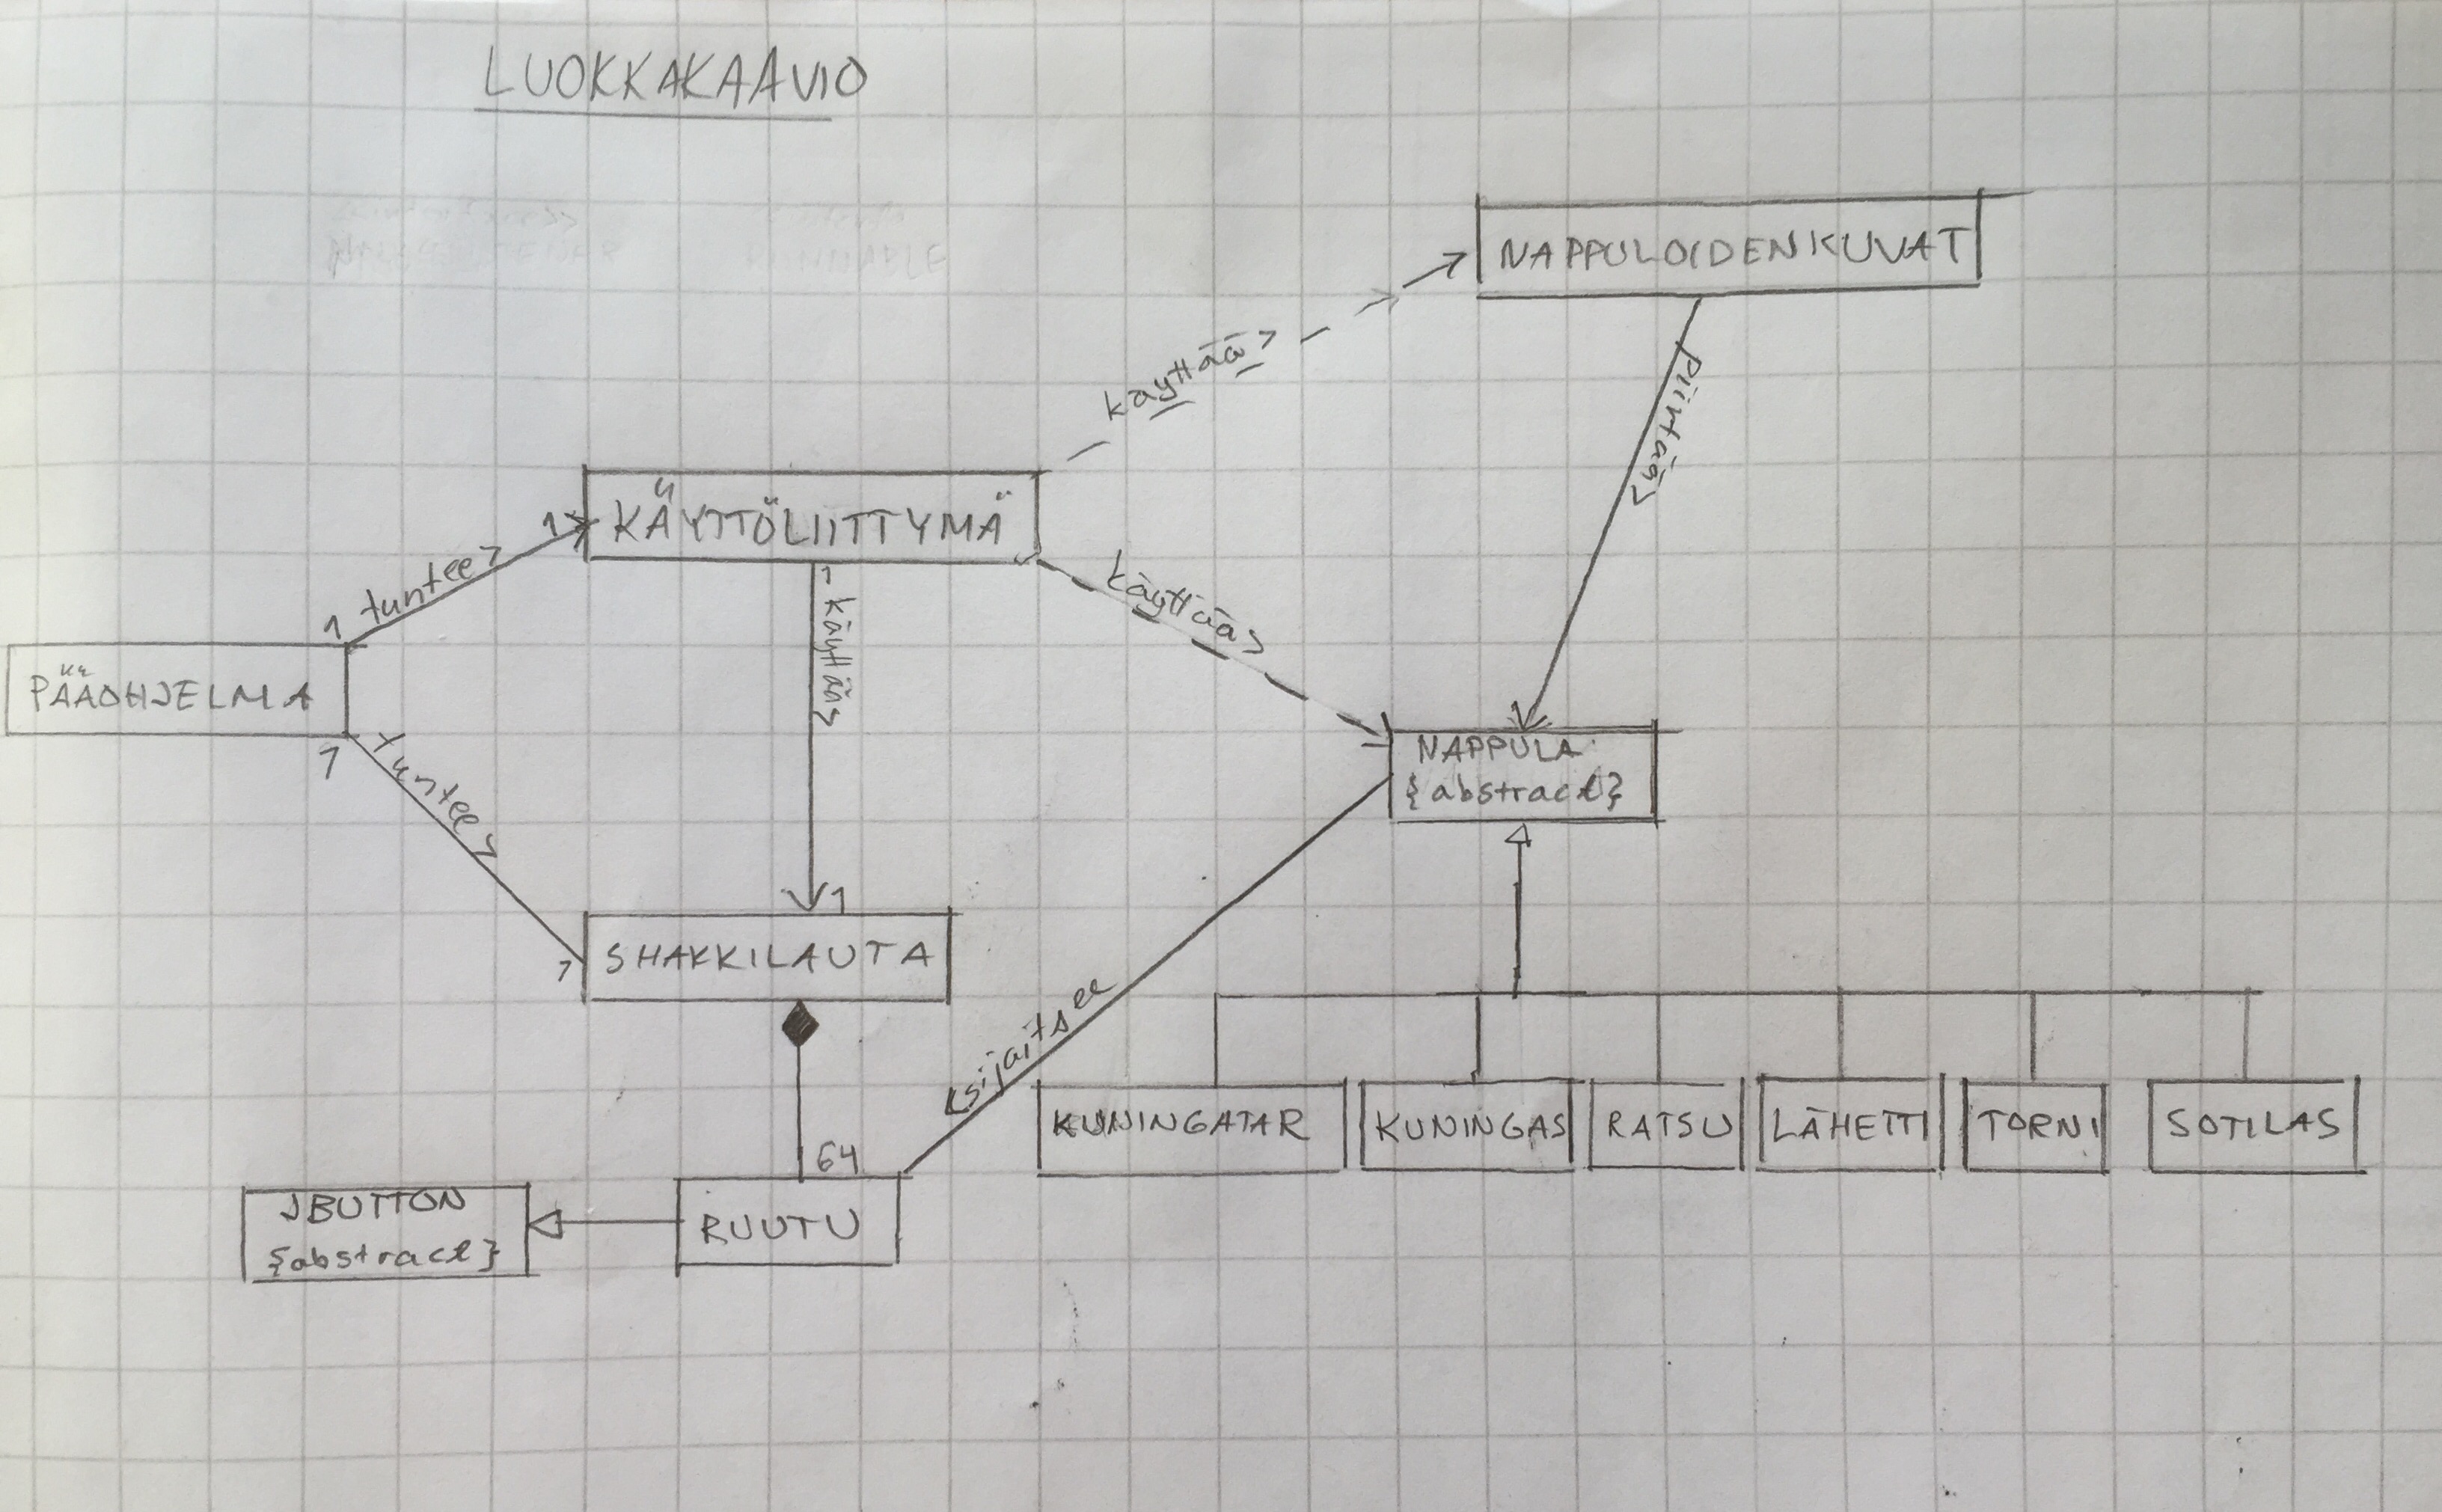 LUOKKAKAAVIO
NAPPULOIDENKUVAT
käyttää >
piirtää >
KÄYTTÖLIITTYMÄ
1
tuntee >
1
1
käyttää >
käyttää >
PÄÄOHJELMA
1
tuntee >
NAPPULA
{abstract}
1
SHAKKILAUTA
1
< sijaitsee
KUNINGATAR
KUNINGAS
RATSU
LÄHETTI
TORNI
SOTILAS
64
JBUTTON
{abstract}
RUUTU